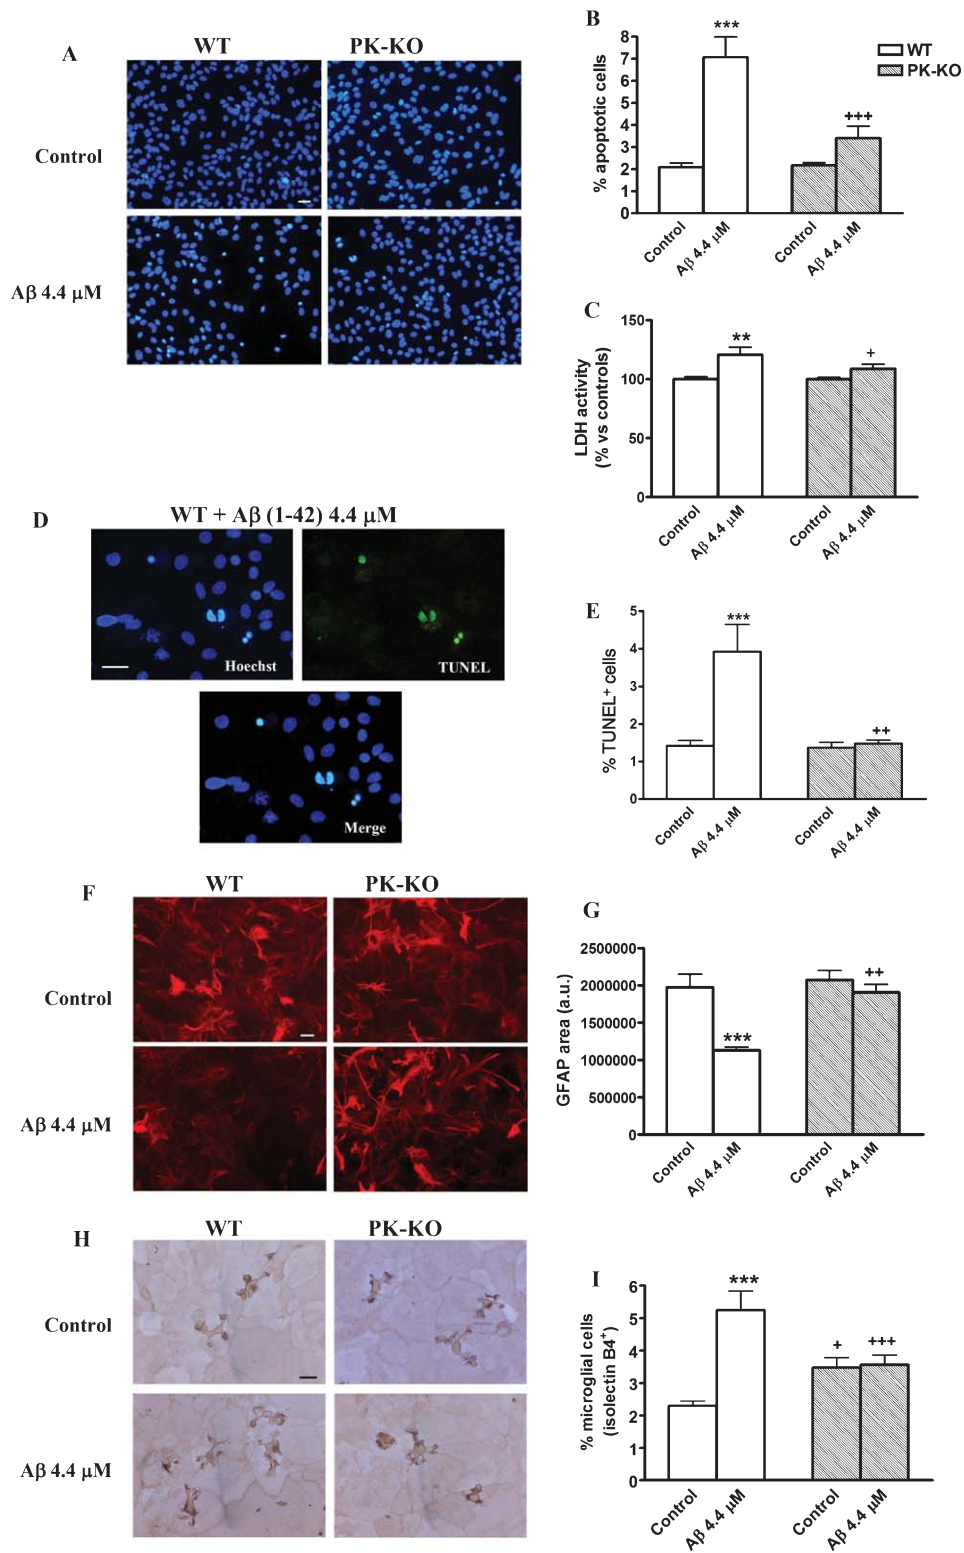 A
WT PK-KO
Control
Aβ 4.4 μM
B
% apoptotic cells
8
7
6
5
4
3
2
1
0
***
+++
Control
Aβ 4.4 μM
Control
Aβ 4.4 μM
WT
PK-KO
C
LDH activity
(% vs controls)
150
100
50
0
**
+
Control
Aβ 4.4 μM
Control
Aβ 4.4 μM
D
WT + Aβ (1-42) 4.4 μM
Hoechst
TUNEL
Merge
E
% TUNEL⁺ cells
5
4
3
2
1
0
***
++
Control
Aβ 4.4 μM
Control
Aβ 4.4 μM
F
WT PK-KO
Control
Aβ 4.4 μM
G
GFAP area (a.u.)
2500000
2000000
1500000
1000000
500000
0
***
++
Control
Aβ 4.4 μM
Control
Aβ 4.4 μM
H
WT PK-KO
Control
Aβ 4.4 μM
I
% microglial cells
(isolectin B4⁺)
6
5
4
3
2
1
0
***
+
+++
Control
Aβ 4.4 μM
Control
Aβ 4.4 μM